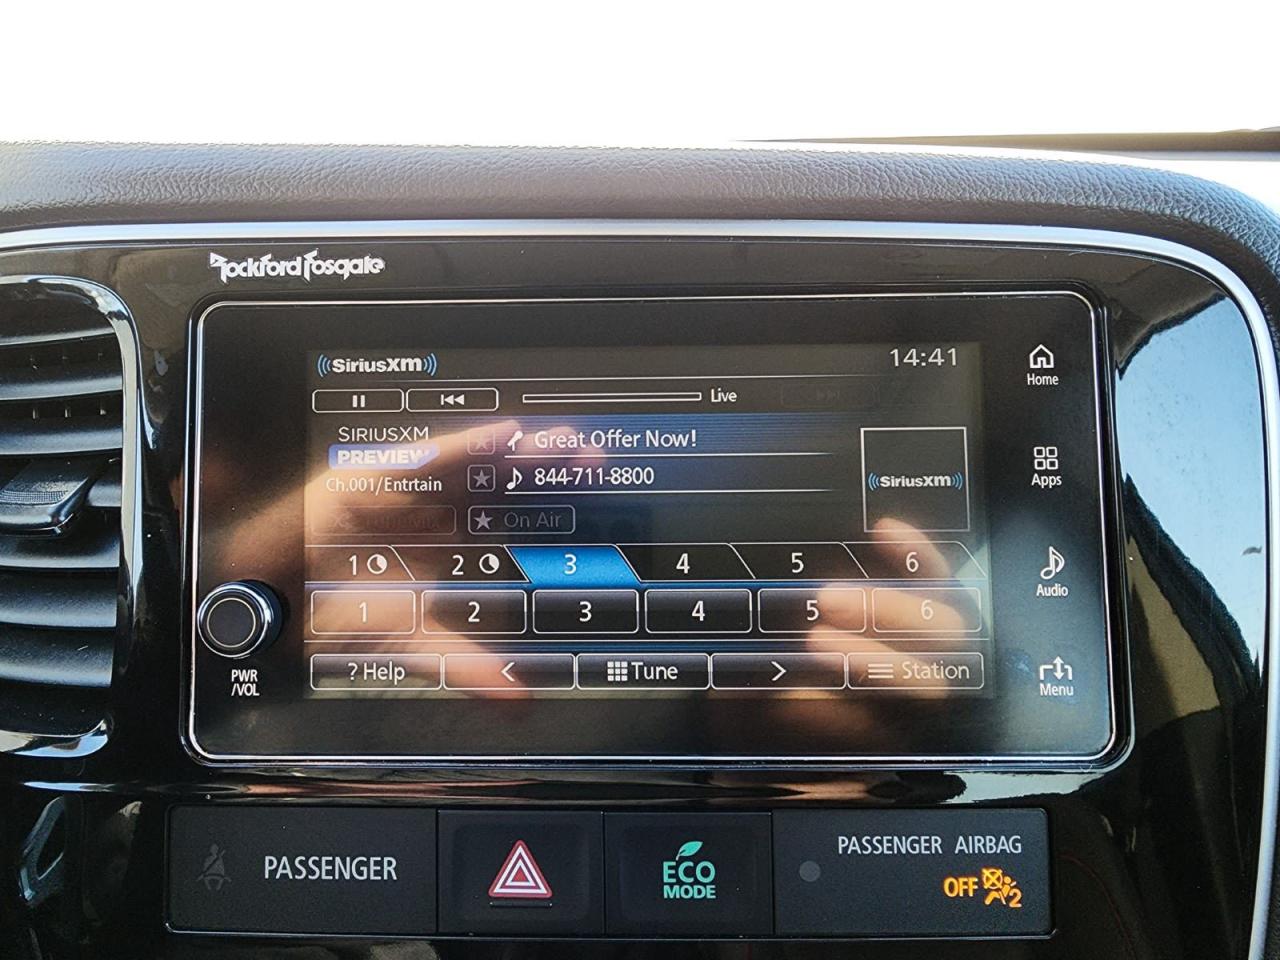 Rockford Fosgate
SiriusXM
14:41
Live
SIRIUSXM
PREVIEW
Ch.001/Entrtain
Great Offer Now!
844-711-8800
SiriusXM
TuneMix
On Air
1 2 3 4 5 6
1 2 3 4 5 6
? Help
<
Tune
>
Station
PWR
/VOL
Home
Apps
Audio
Menu
PASSENGER
ECO
MODE
PASSENGER AIRBAG
OFF
2